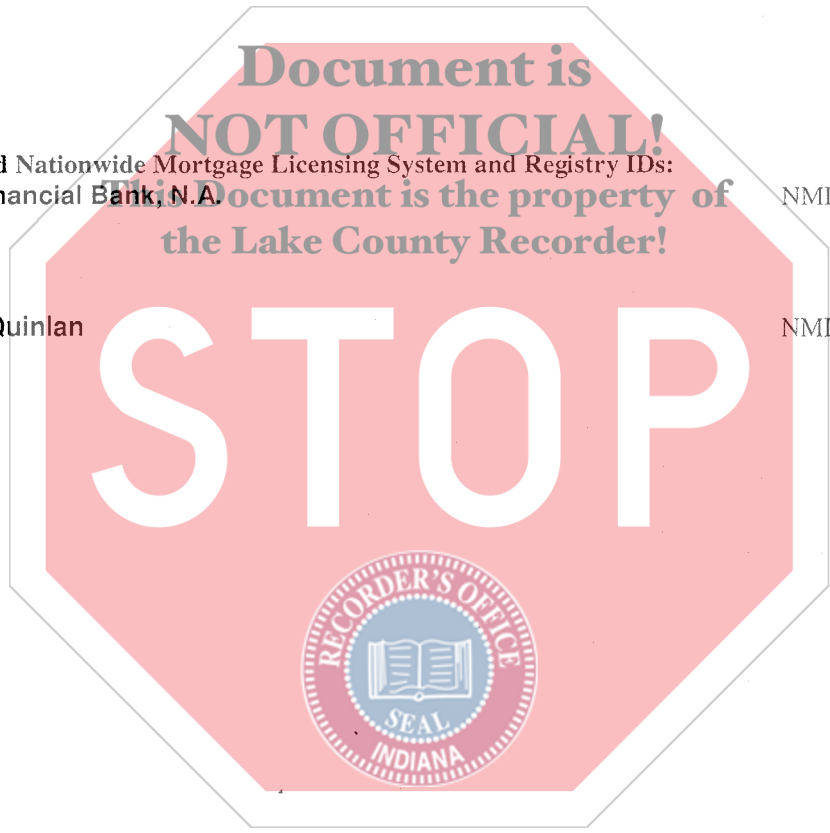 Document is
NOT OFFICIAL!
d Nationwide Mortgage Licensing System and Registry IDs:
nancial Bank, N.A.
This Document is the property of
NMI
the Lake County Recorder!
Quinlan
NMI
STOP
RECORDER'S OFFICE
SEAL
INDIANA